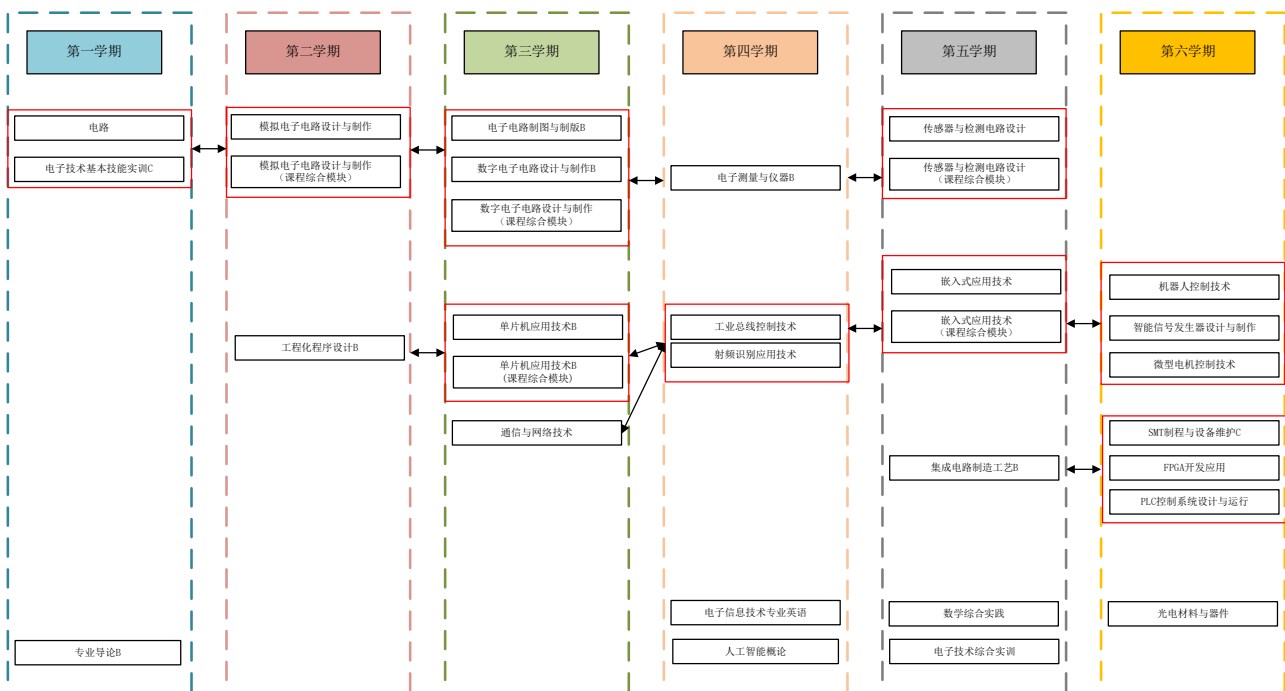 第一学期
第二学期
第三学期
第四学期
第五学期
第六学期
电路
电子技术基本技能实训C
模拟电子电路设计与制作
模拟电子电路设计与制作
(课程综合模块)
电子电路制图与制版B
数字电子电路设计与制作B
数字电子电路设计与制作
(课程综合模块)
电子测量与仪器B
传感器与检测电路设计
传感器与检测电路设计
(课程综合模块)
工程化程序设计B
单片机应用技术B
单片机应用技术B
(课程综合模块)
通信与网络技术
工业总线控制技术
射频识别应用技术
嵌入式应用技术
嵌入式应用技术
(课程综合模块)
机器人控制技术
智能信号发生器设计与制作
微型电机控制技术
集成电路制造工艺B
SMT制程与设备维护C
FPGA开发应用
PLC控制系统设计与运行
专业导论B
电子信息技术专业英语
人工智能概论
数学综合实践
电子技术综合实训
光电材料与器件